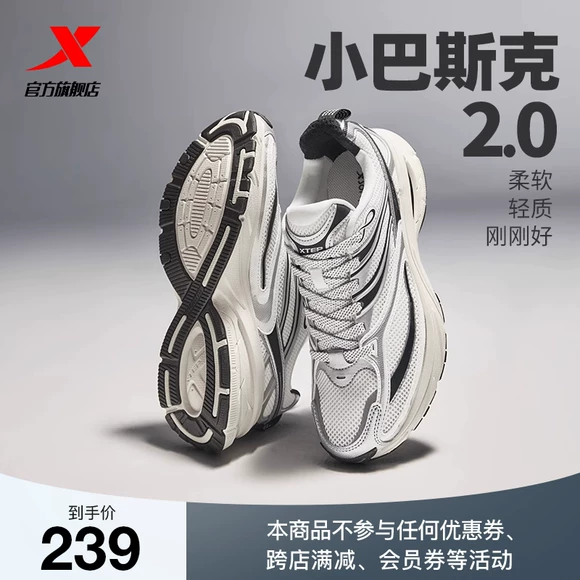 官方旗舰店
小巴斯克
2.0
柔软
轻质
刚刚好
XTEP
到手价
239
本商品不参与任何优惠券、
跨店满减、会员券等活动